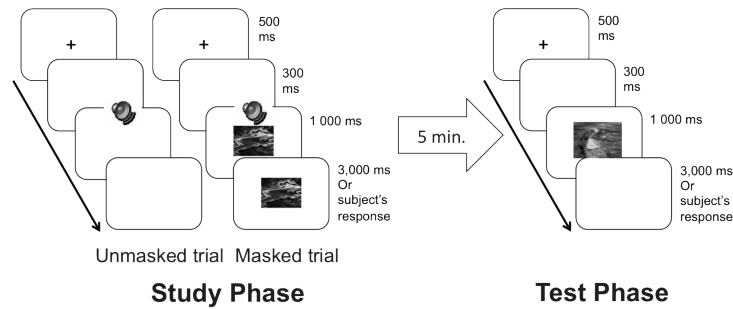 +
+
500
ms
300
ms
1 000 ms
3,000 ms
Or
subject's
response
Unmasked trial
Masked trial
Study Phase
5 min.
+
500
ms
300
ms
1 000 ms
3,000 ms
Or
subject's
response
Test Phase